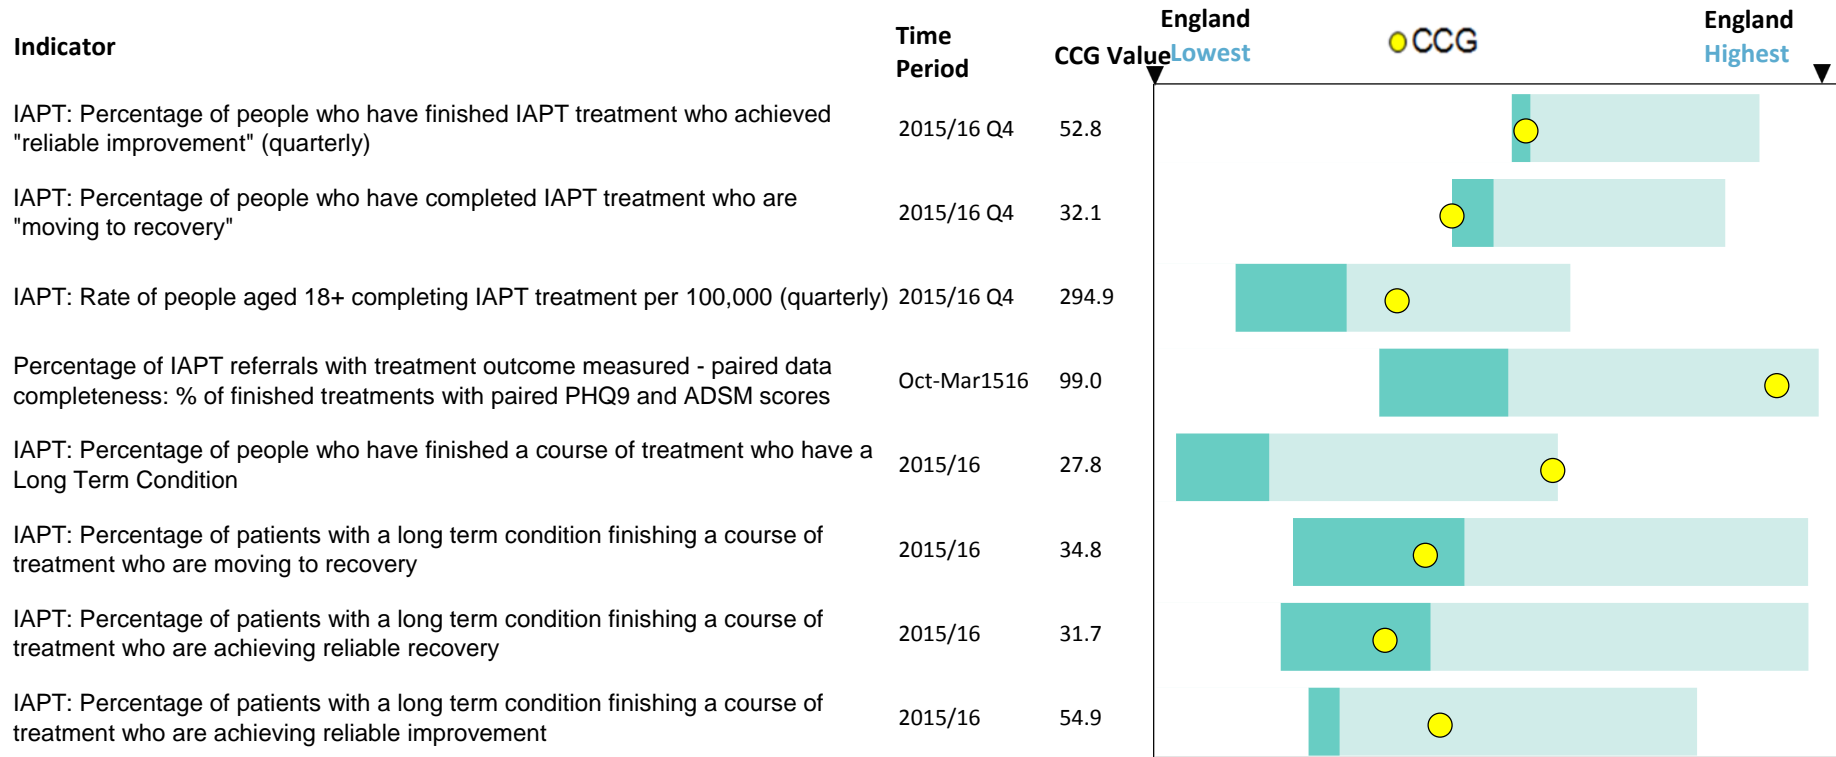 Indicator
Time Period
CCG Value
England Lowest
CCG
England Highest
IAPT: Percentage of people who have finished IAPT treatment who achieved
"reliable improvement" (quarterly)
2015/16 Q4 52.8
IAPT: Percentage of people who have completed IAPT treatment who are
"moving to recovery"
2015/16 Q4 32.1
IAPT: Rate of people aged 18+ completing IAPT treatment per 100,000 (quarterly) 2015/16 Q4 294.9
Percentage of IAPT referrals with treatment outcome measured - paired data
completeness: % of finished treatments with paired PHQ9 and ADSM scores
Oct-Mar1516 99.0
IAPT: Percentage of people who have finished a course of treatment who have a
Long Term Condition
2015/16 27.8
IAPT: Percentage of patients with a long term condition finishing a course of
treatment who are moving to recovery
2015/16 34.8
IAPT: Percentage of patients with a long term condition finishing a course of
treatment who are achieving reliable recovery
2015/16 31.7
IAPT: Percentage of patients with a long term condition finishing a course of
treatment who are achieving reliable improvement
2015/16 54.9